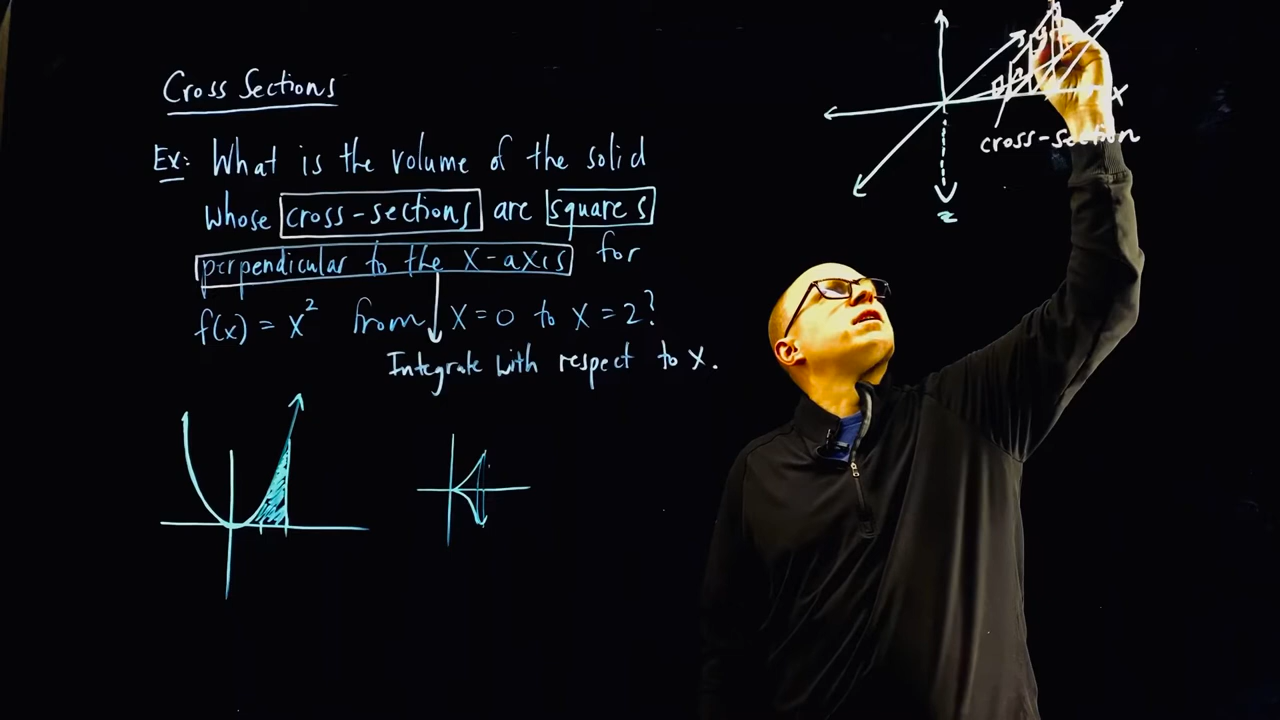 Cross Sections
Ex: What is the volume of the solid
whose cross-sections are squares
perpendicular to the x-axis for
f(x) = x² from x=0 to x=2?
Integrate with respect to x.
x
cross-section
z